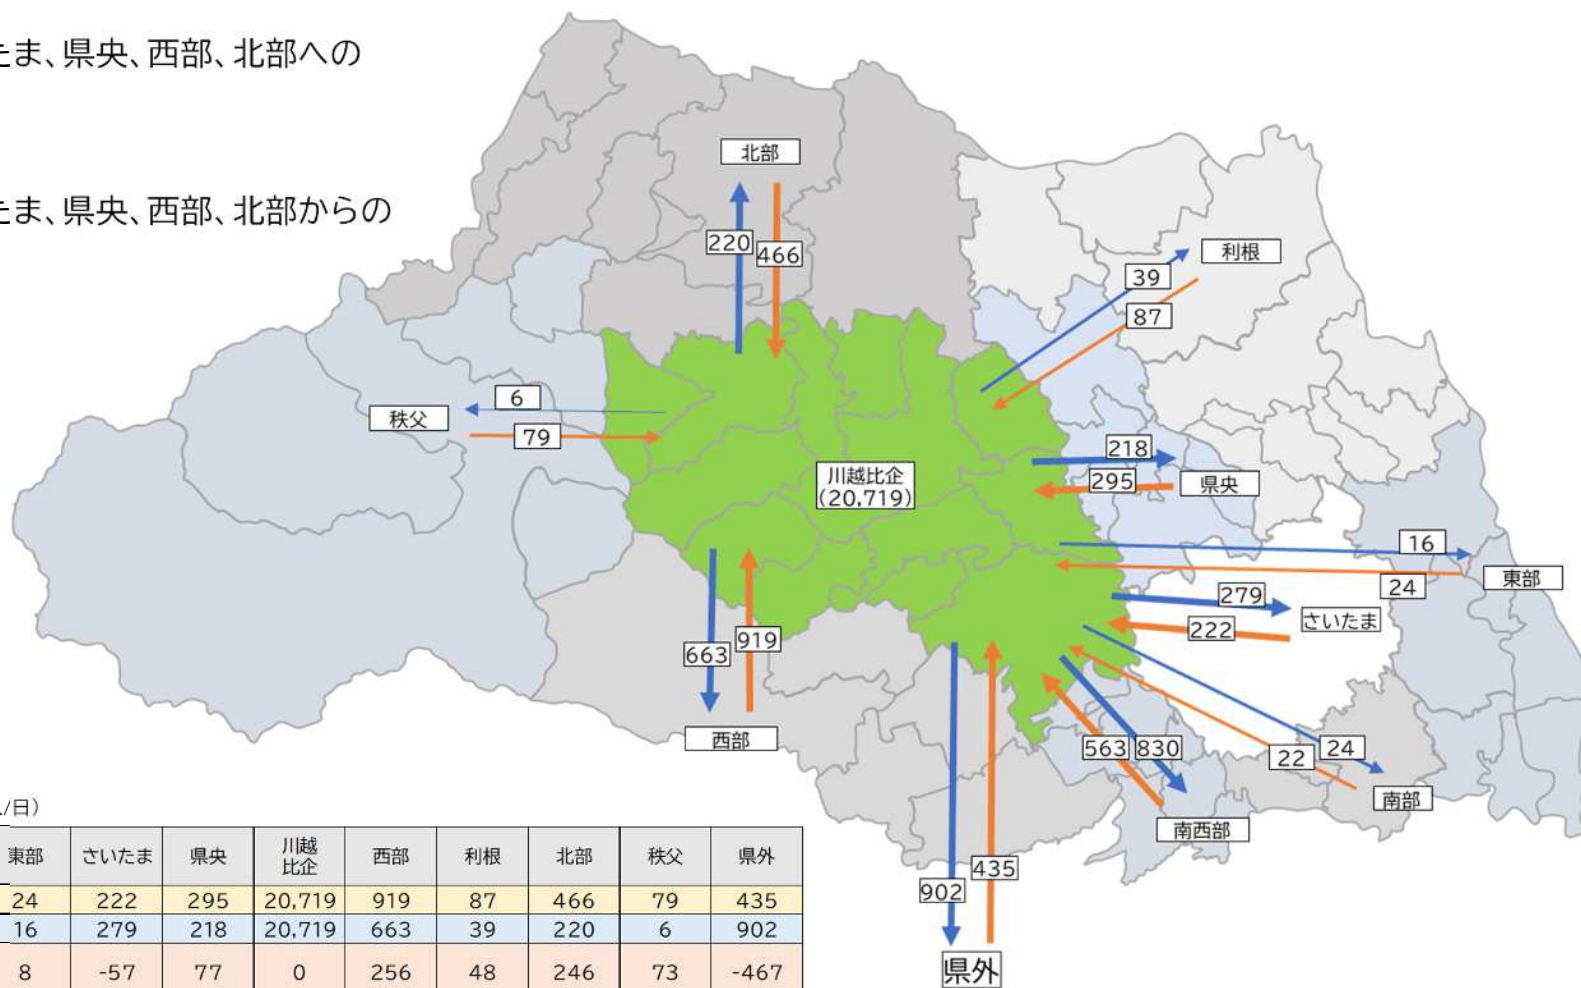 たま、県央、西部、北部への
たま、県央、西部、北部からの
北部
220
466
利根
39
87
6
秩父
79
川越比企
(20,719)
218
295
県央
16
24
東部
279
さいたま
222
663
919
西部
563
830
22
24
南部
南西部
902
435
県外
/日)
東部 さいたま 県央 川越比企 西部 利根 北部 秩父 県外
24 222 295 20,719 919 87 466 79 435
16 279 218 20,719 663 39 220 6 902
8 -57 77 0 256 48 246 73 -467